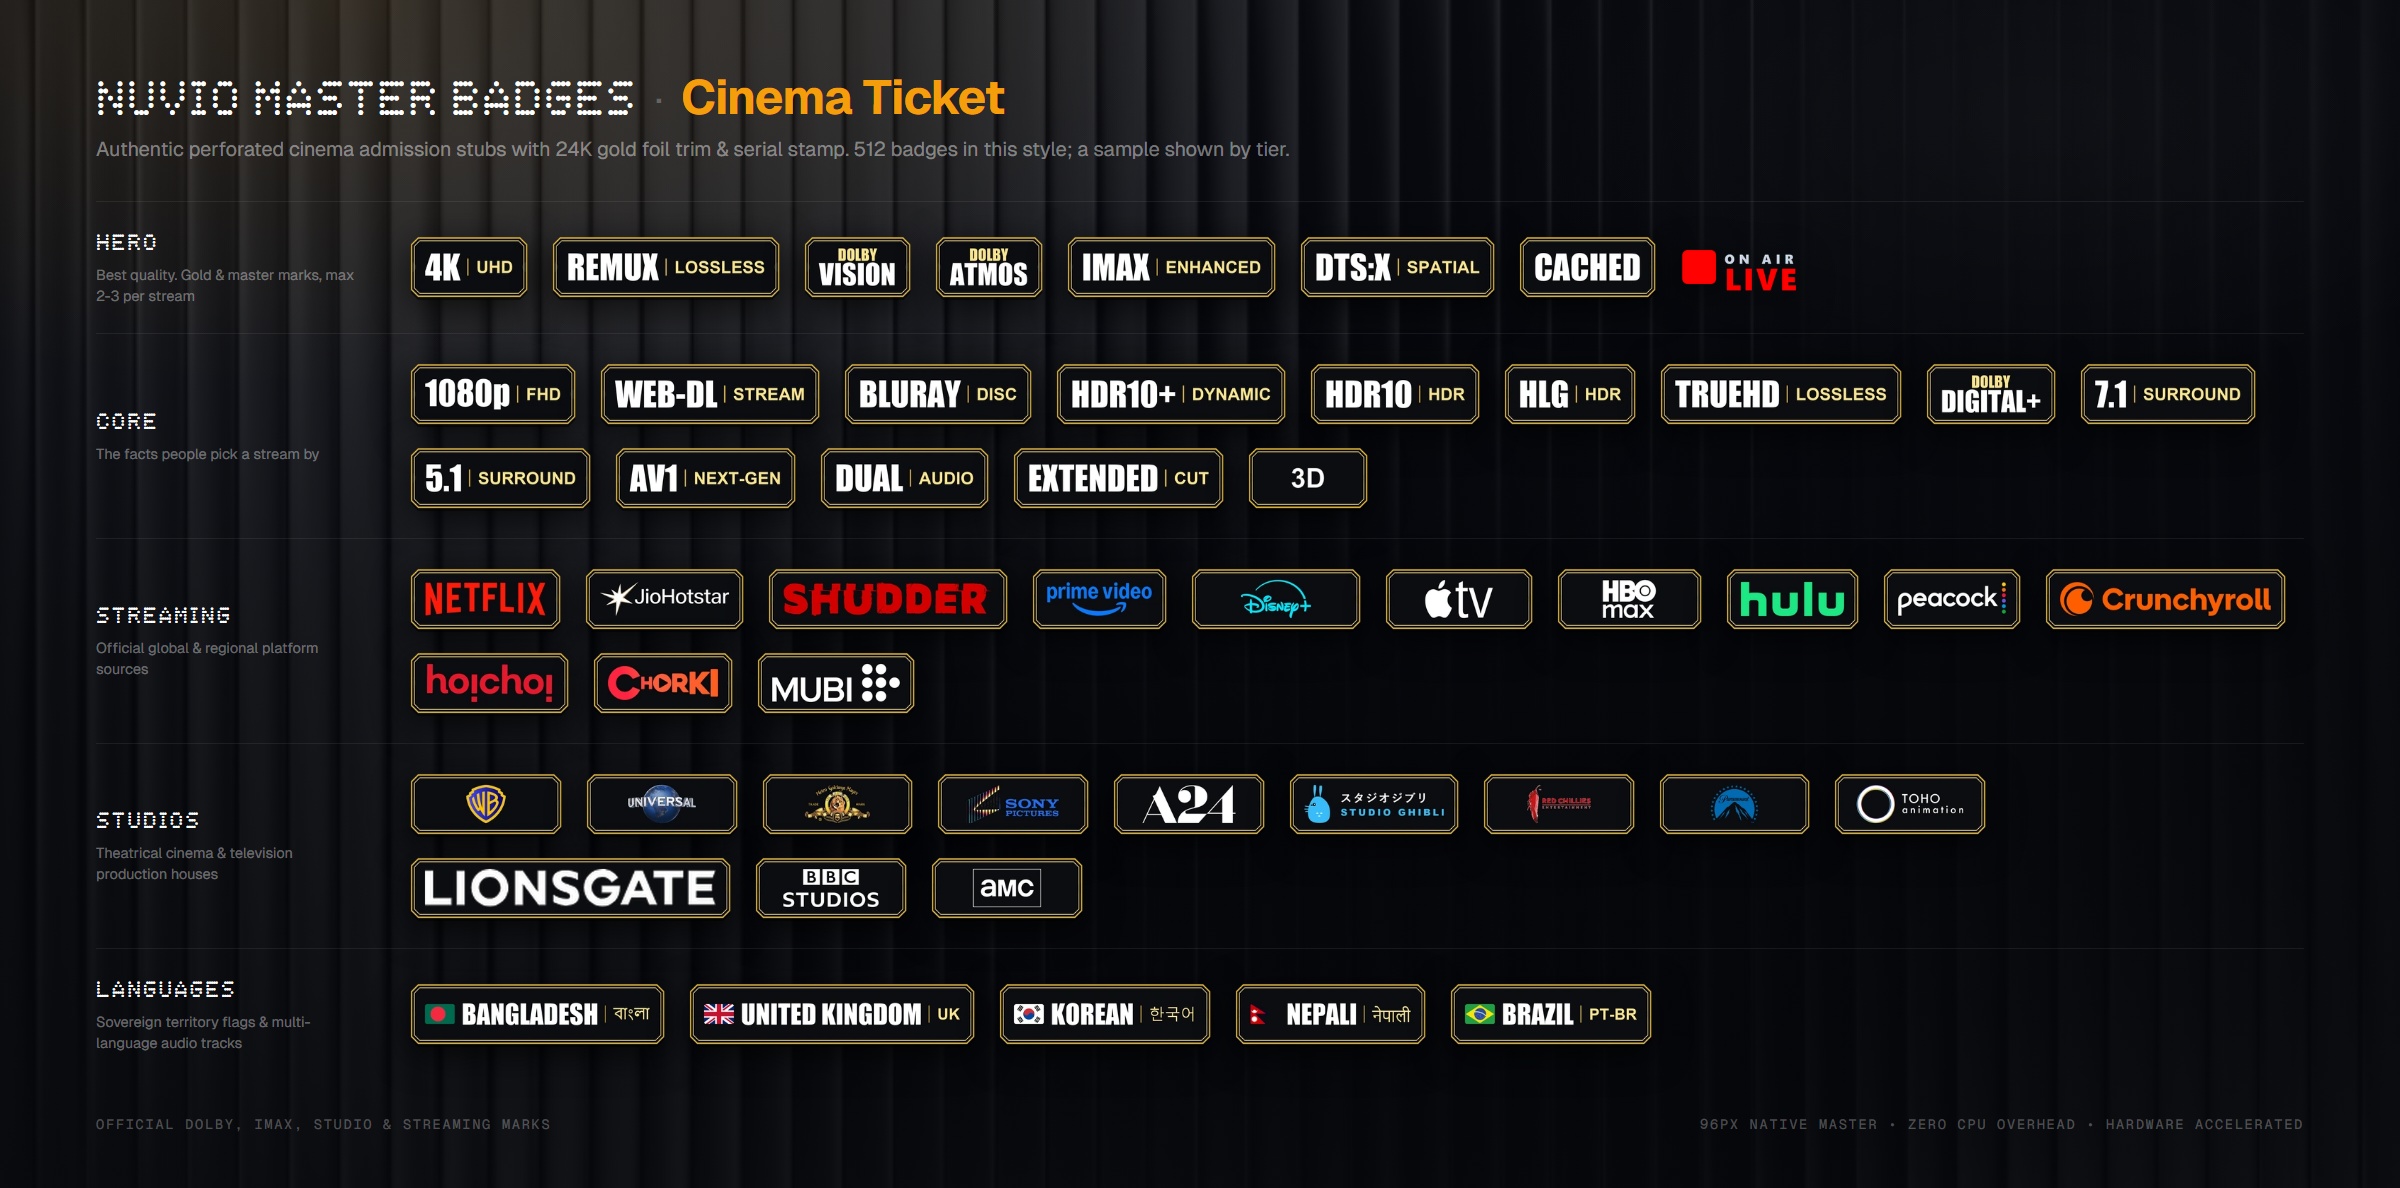 NUVIO MASTER BADGES · Cinema Ticket
Authentic perforated cinema admission stubs with 24K gold foil trim & serial stamp. 512 badges in this style; a sample shown by tier.
HERO
Best quality. Gold & master marks, max
2-3 per stream
4K | UHD
REMUX | LOSSLESS
DOLBY
VISION
DOLBY
ATMOS
IMAX | ENHANCED
DTS:X | SPATIAL
CACHED
ON AIR
LIVE
CORE
The facts people pick a stream by
1080p | FHD
WEB-DL | STREAM
BLURAY | DISC
HDR10+ | DYNAMIC
HDR10 | HDR
HLG | HDR
TRUEHD | LOSSLESS
DOLBY
DIGITAL+
7.1 | SURROUND
5.1 | SURROUND
AV1 | NEXT-GEN
DUAL | AUDIO
EXTENDED | CUT
3D
STREAMING
Official global & regional platform
sources
NETFLIX
JioHotstar
SHUDDER
prime video
Disney+
tv
HBO
max
hulu
peacock
Crunchyroll
hoichoi
CHORKI
MUBI
STUDIOS
Theatrical cinema & television
production houses
WB
UNIVERSAL
SONY
PICTURES
A24
スタジオジブリ
STUDIO GHIBLI
RED CHILLIES
ENTERTAINMENT
Paramount
TOHO
animation
LIONSGATE
BBC
STUDIOS
aMC
LANGUAGES
Sovereign territory flags & multi-
language audio tracks
BANGLADESH | বাংলা
UNITED KINGDOM | UK
KOREAN | 한국어
NEPALI | नेपाली
BRAZIL | PT-BR
OFFICIAL DOLBY, IMAX, STUDIO & STREAMING MARKS
96PX NATIVE MASTER • ZERO CPU OVERHEAD • HARDWARE ACCELERATED